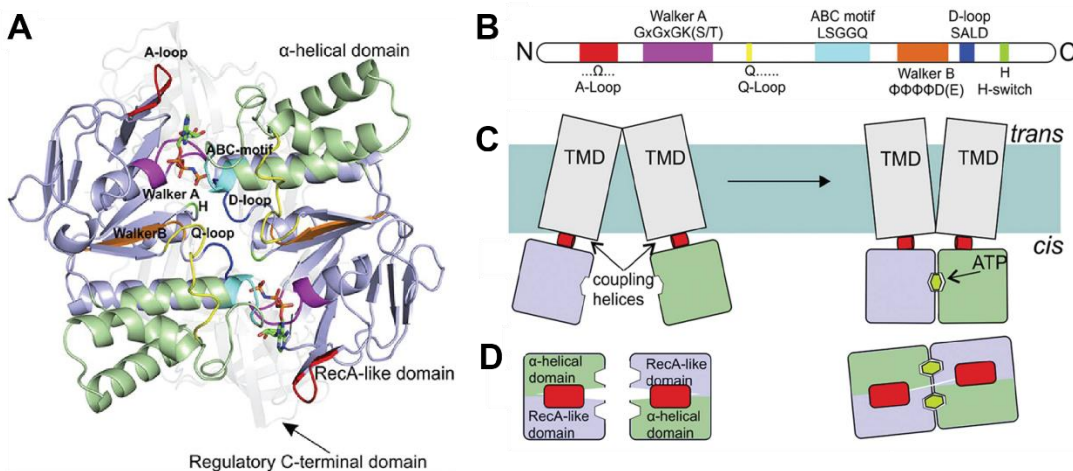 A
A-loop
α-helical domain
ABC-motif
Walker A
D-loop
H
WalkerB
Q-loop
RecA-like domain
Regulatory C-terminal domain
B
Walker A
GxGxGK(S/T)
ABC motif
LSGGQ
D-loop
SALD
N
C
...Ω...
A-Loop
Q......
Q-Loop
Walker B
ΦΦΦΦD(E)
H
H-switch
C
trans
TMD
TMD
TMD
TMD
cis
coupling
helices
ATP
D
α-helical
domain
RecA-like
domain
RecA-like
domain
α-helical
domain